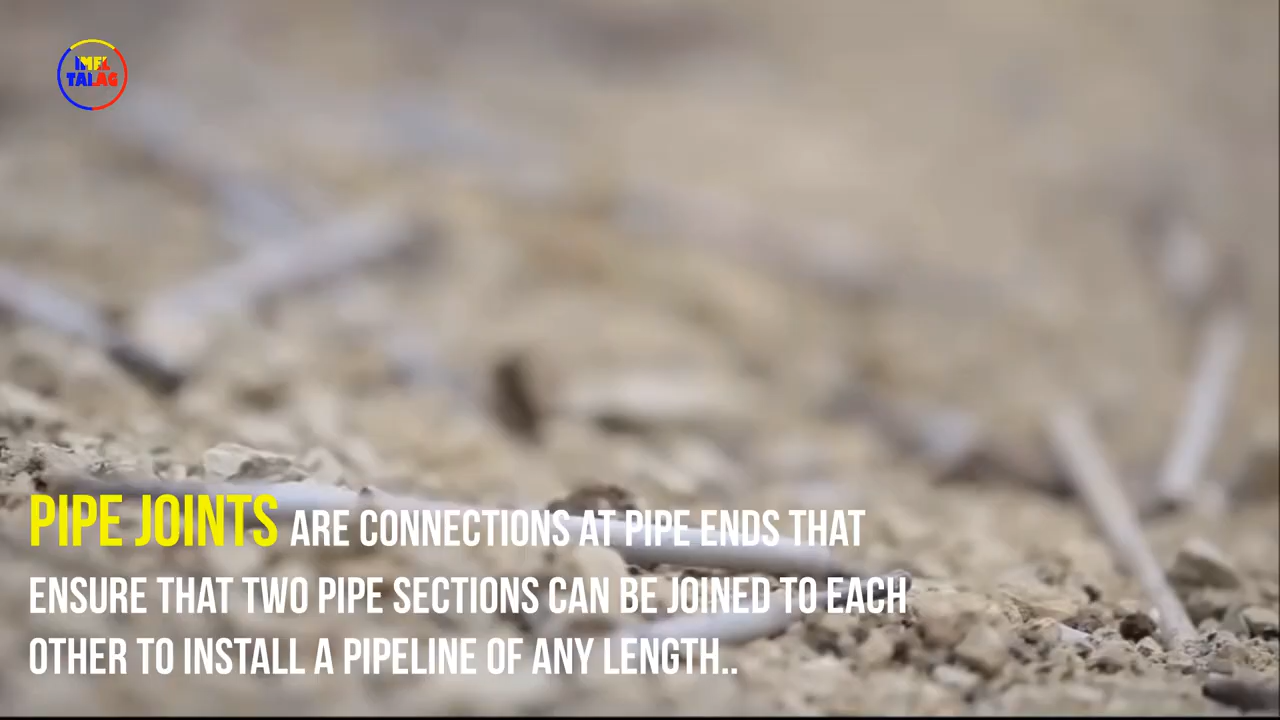 IMEL
TALAG
PIPE JOINTS ARE CONNECTIONS AT PIPE ENDS THAT
ENSURE THAT TWO PIPE SECTIONS CAN BE JOINED TO EACH
OTHER TO INSTALL A PIPELINE OF ANY LENGTH..